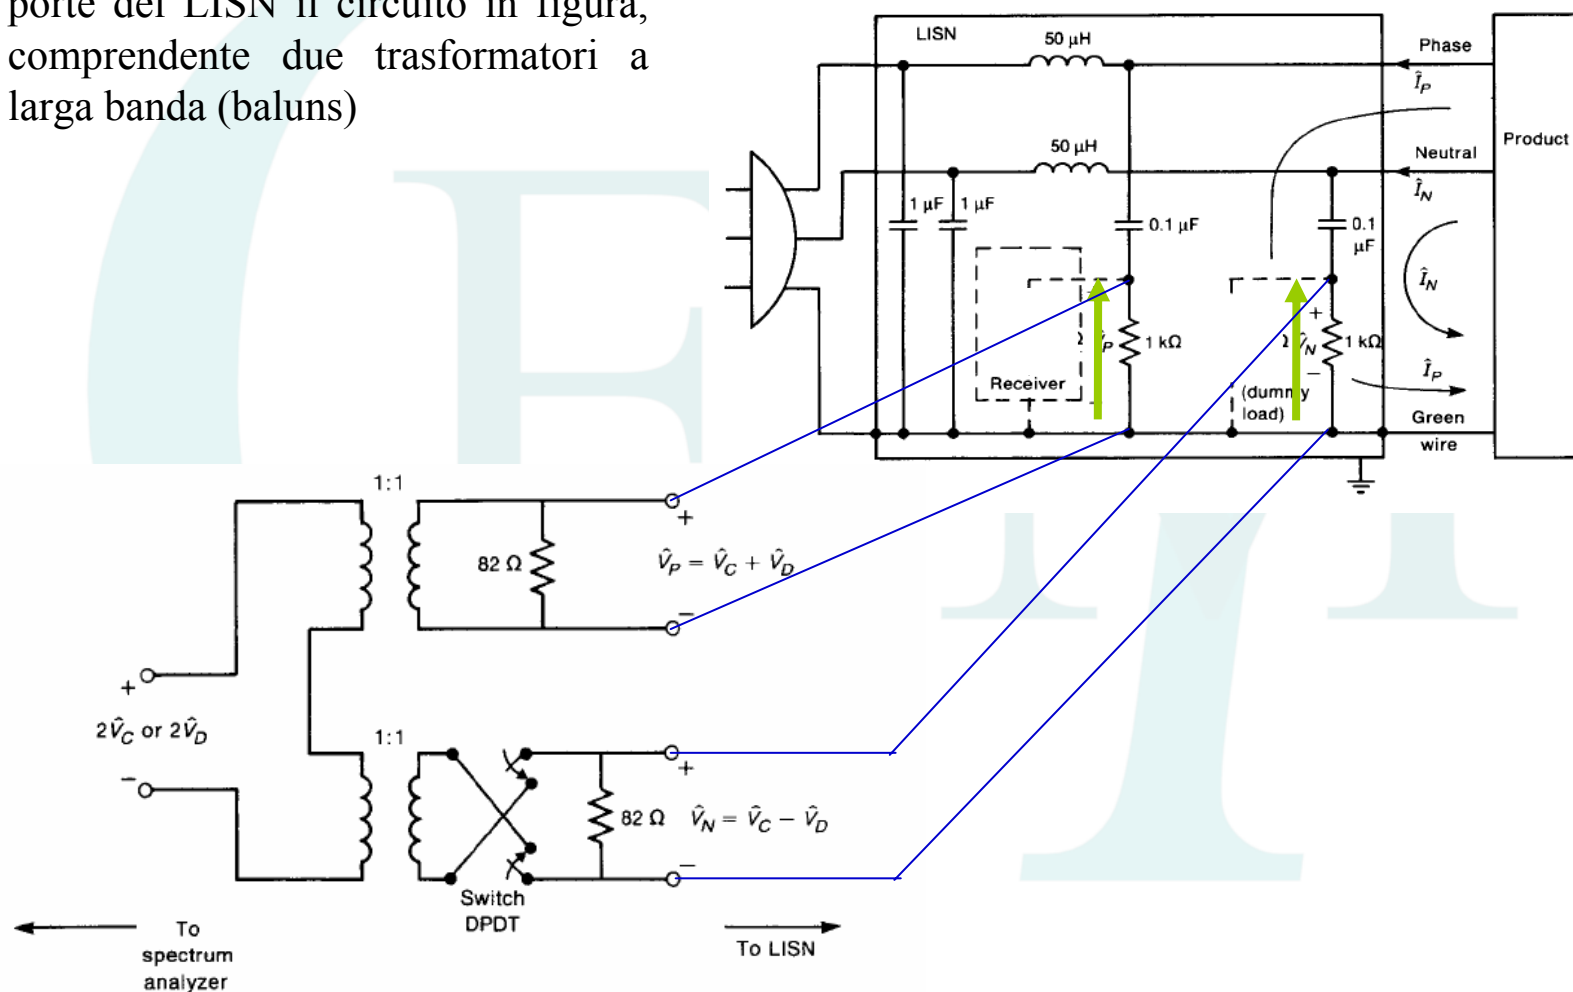 porte del LISN il circuito in figura,
comprendente due trasformatori a
larga banda (baluns)
LISN
50 μH
Phase
Î_P
Product
50 μH
Neutral
Î_N
1 μF
1 μF
0.1 μF
0.1
μF
Î_N
+
Ω
P
1 kΩ
Ω
V̂_N
1 kΩ
−
Î_P
Receiver
(dummy
load)
Green
wire
1:1
+
82 Ω
V̂_P = V̂_C + V̂_D
−
+
2V̂_C or 2V̂_D
−
1:1
+
82 Ω
V̂_N = V̂_C − V̂_D
−
Switch
DPDT
To
spectrum
analyzer
To LISN